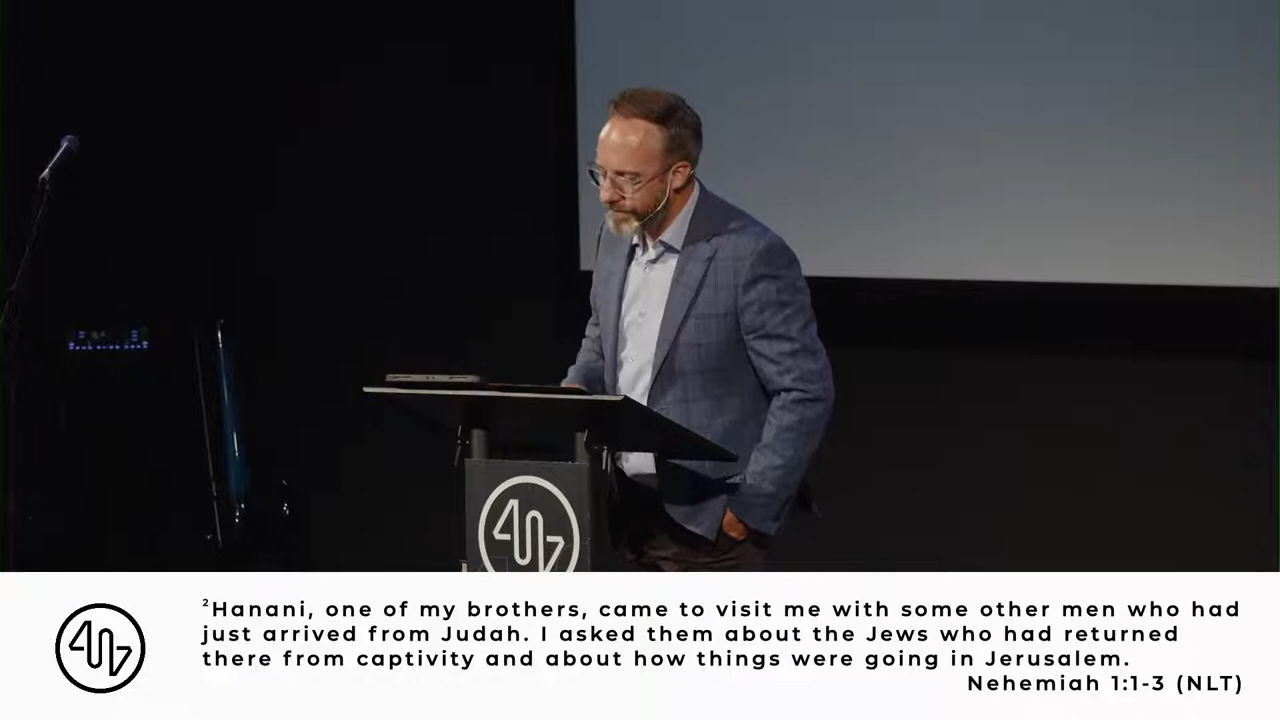 407
407
²Hanani, one of my brothers, came to visit me with some other men who had
just arrived from Judah. I asked them about the Jews who had returned
there from captivity and about how things were going in Jerusalem.
Nehemiah 1:1-3 (NLT)